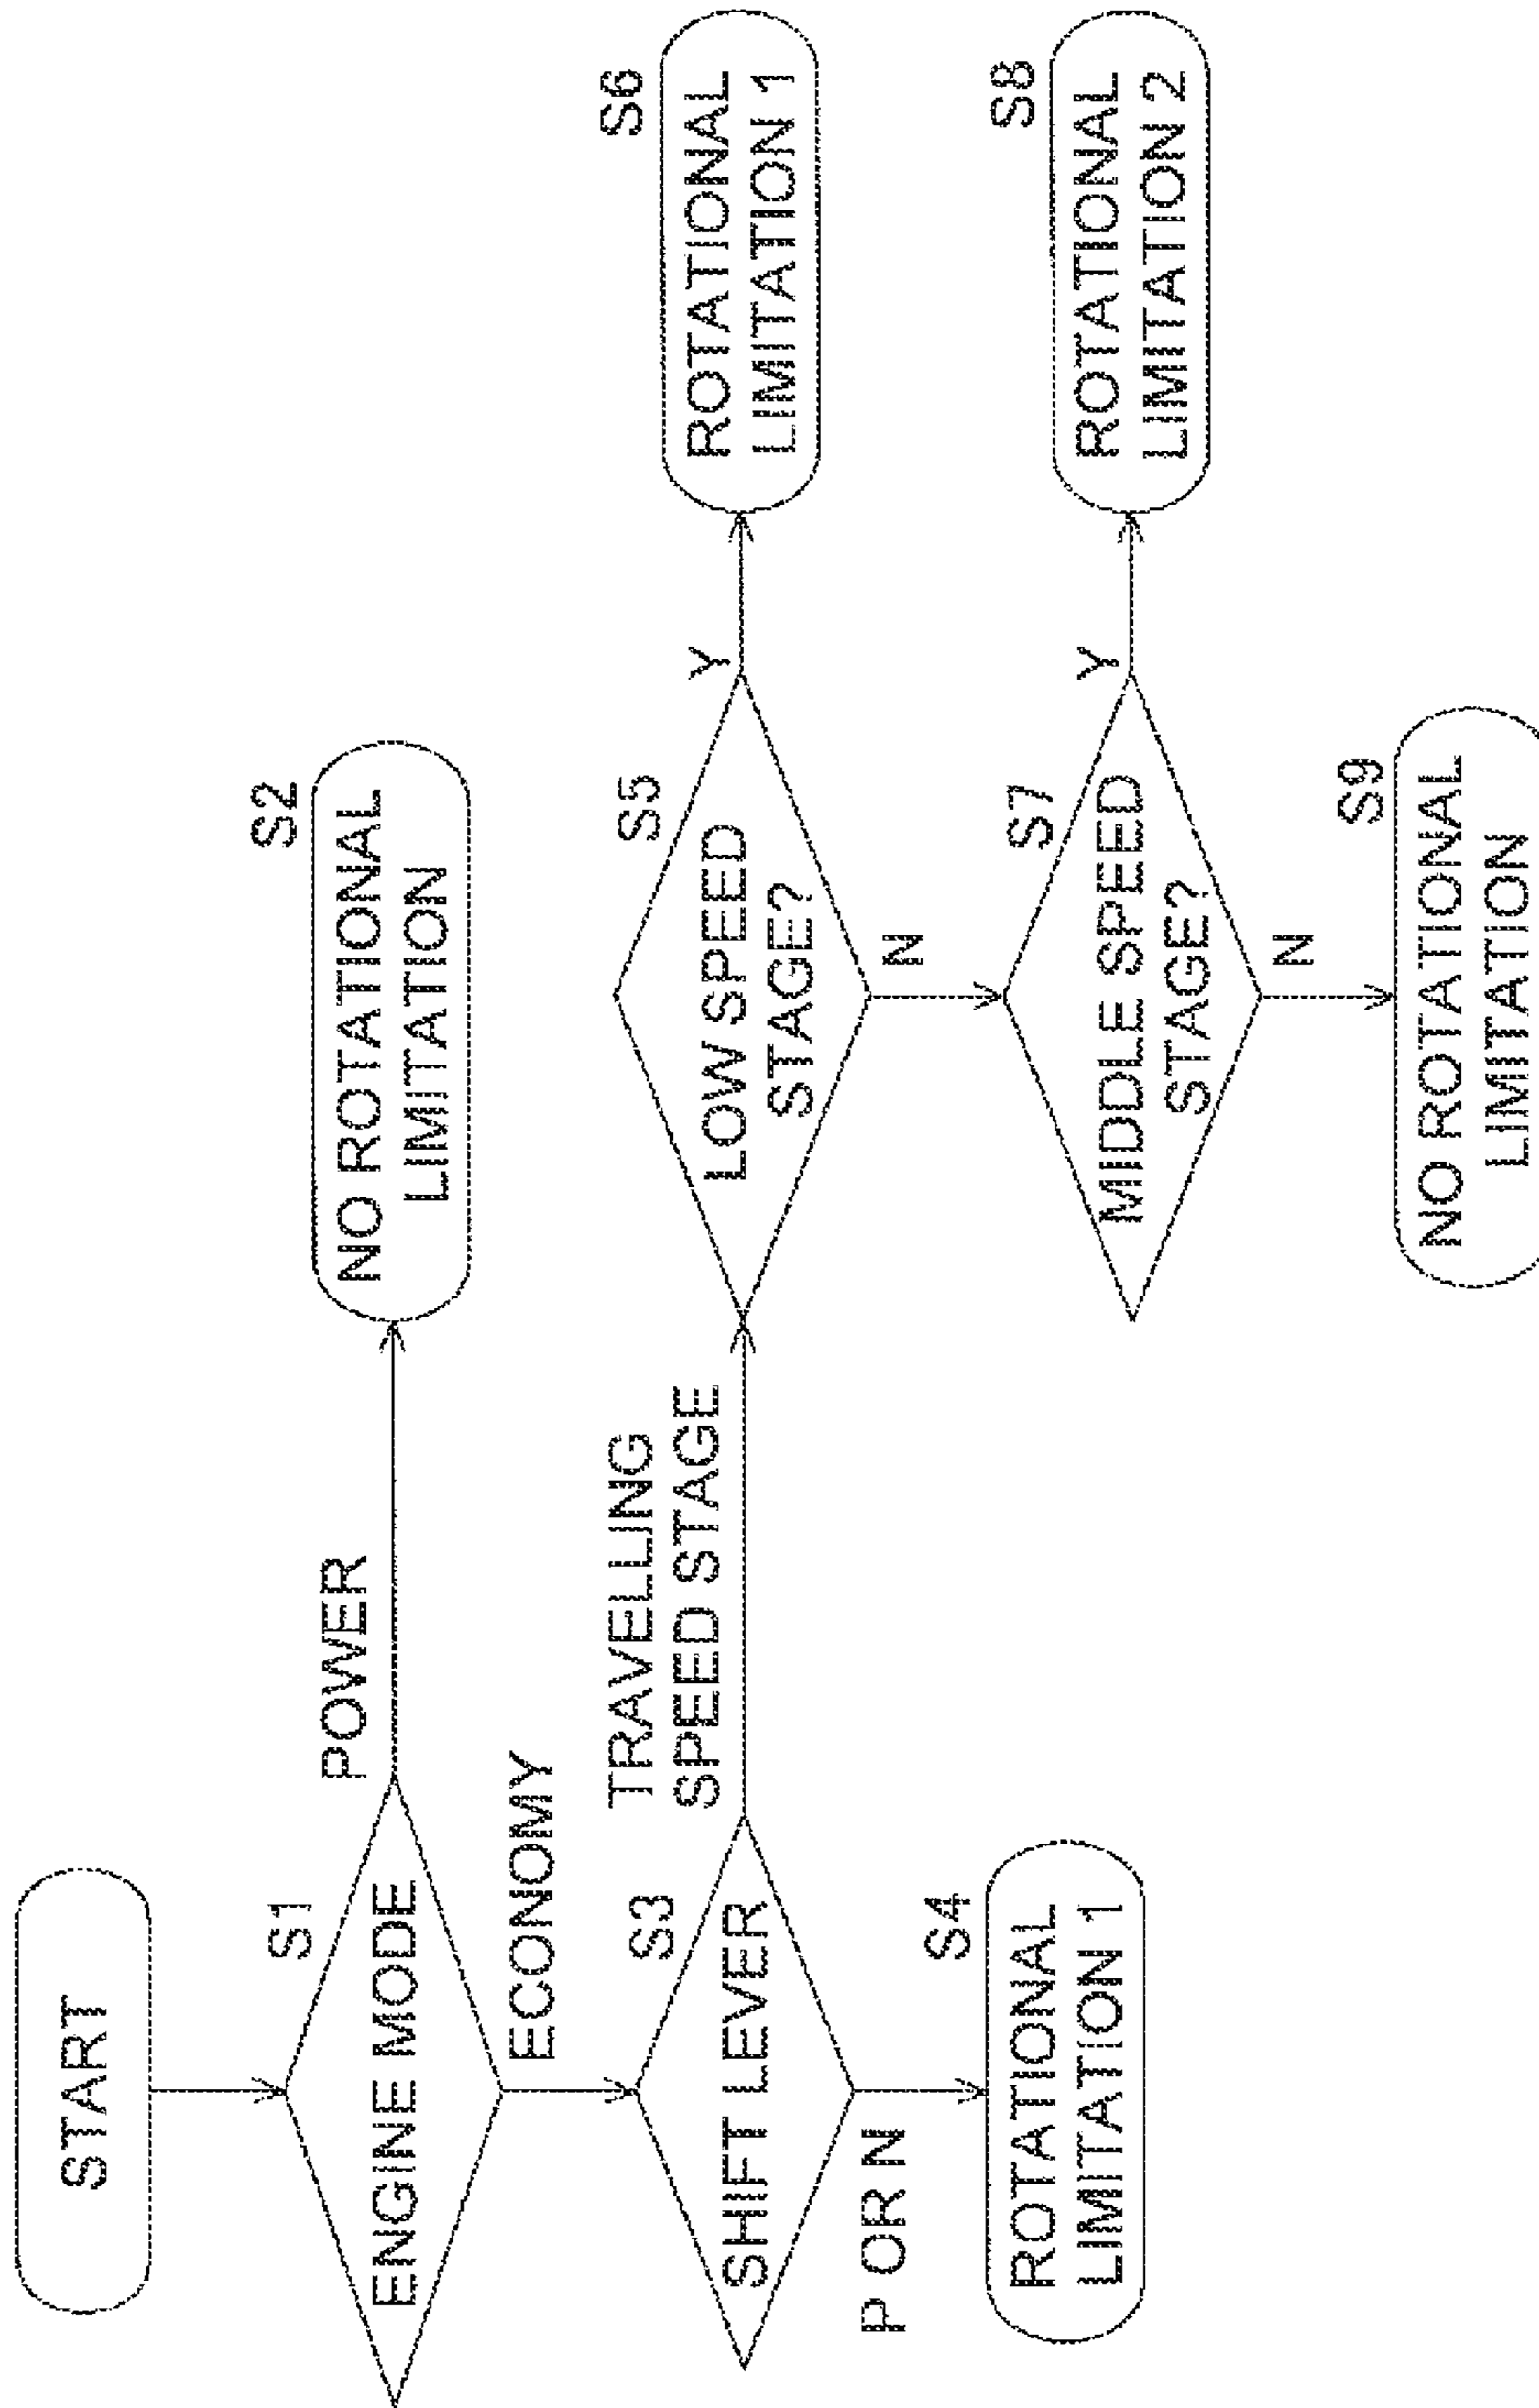 START
S1
ENGINE MODE
POWER
S2
NO ROTATIONAL
LIMITATION
ECONOMY
S3
SHIFT LEVER
P OR N
S4
ROTATIONAL
LIMITATION 1
TRAVELLING
SPEED STAGE
S5
LOW SPEED
STAGE?
Y
S6
ROTATIONAL
LIMITATION 1
N
S7
MIDDLE SPEED
STAGE?
Y
S8
ROTATIONAL
LIMITATION 2
N
S9
NO ROTATIONAL
LIMITATION